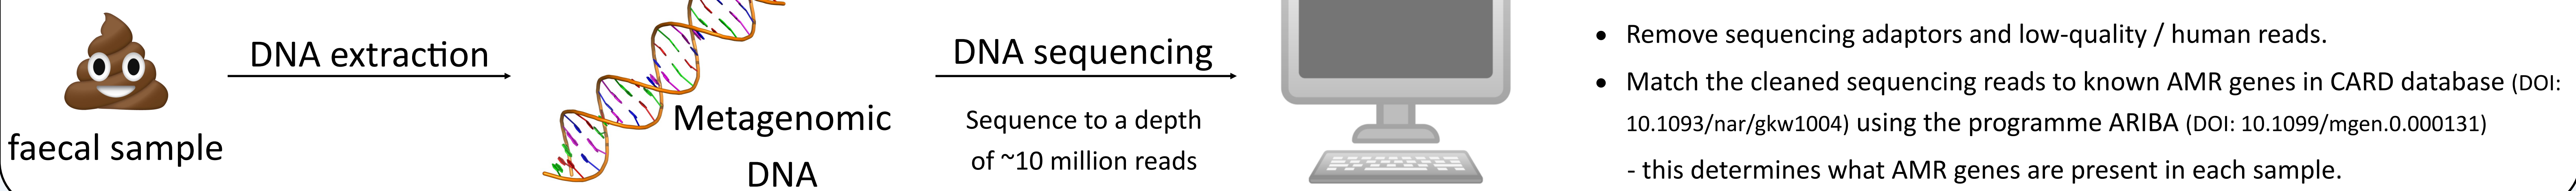 faecal sample
DNA extraction
Metagenomic
DNA
DNA sequencing
Sequence to a depth
of ~10 million reads
• Remove sequencing adaptors and low-quality / human reads.
• Match the cleaned sequencing reads to known AMR genes in CARD database (DOI:
10.1093/nar/gkw1004) using the programme ARIBA (DOI: 10.1099/mgen.0.000131)
- this determines what AMR genes are present in each sample.